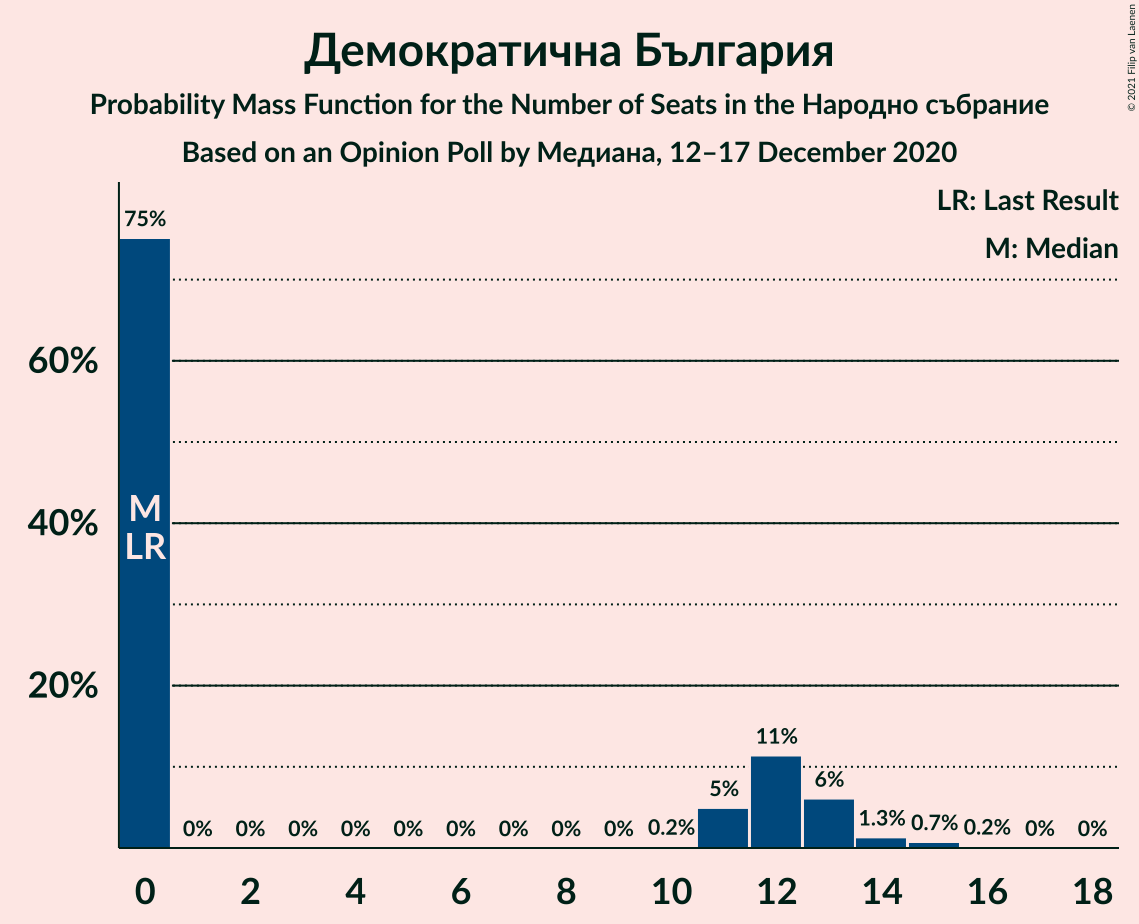 Демократична България
Probability Mass Function for the Number of Seats in the Народно събрание
Based on an Opinion Poll by Медиана, 12–17 December 2020
© 2021 Filip van Laenen
LR: Last Result
M: Median
75%
60%
40%
20%
M
LR
0% 0% 0% 0% 0% 0% 0% 0% 0% 0.2% 5% 11% 6% 1.3% 0.7% 0.2% 0% 0%
0 2 4 6 8 10 12 14 16 18